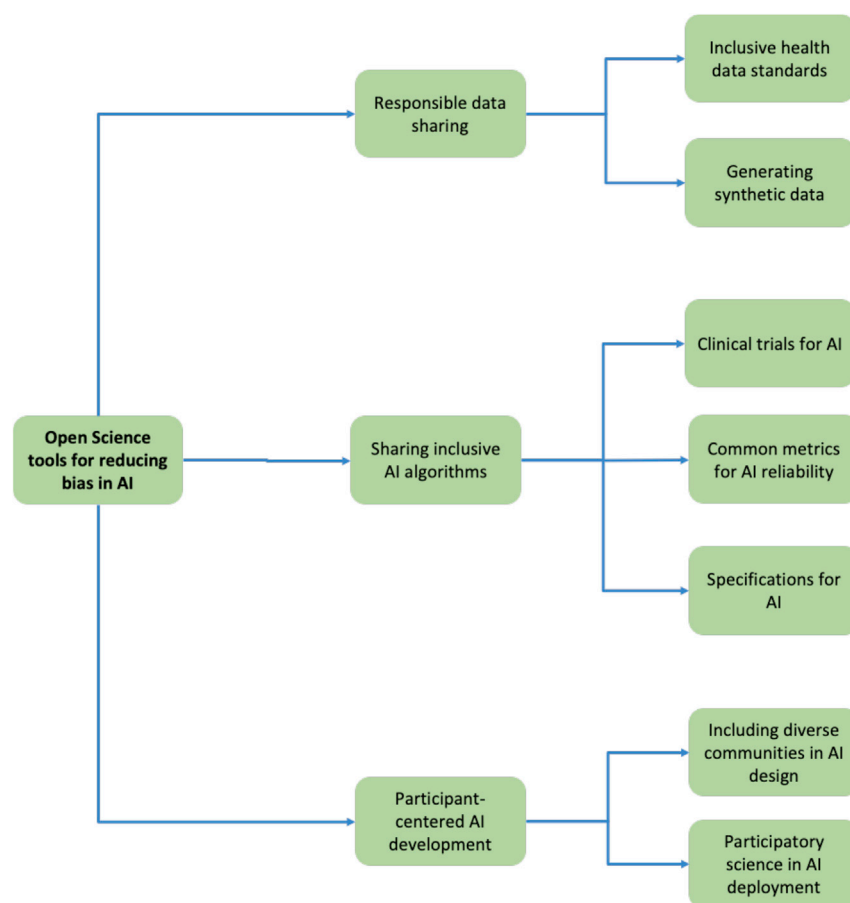 Inclusive health
data standards
Responsible data
sharing
Generating
synthetic data
Clinical trials for AI
Open Science
tools for reducing
bias in AI
Sharing inclusive
AI algorithms
Common metrics
for AI reliability
Specifications for
AI
Including diverse
communities in AI
design
Participant-
centered AI
development
Participatory
science in AI
deployment